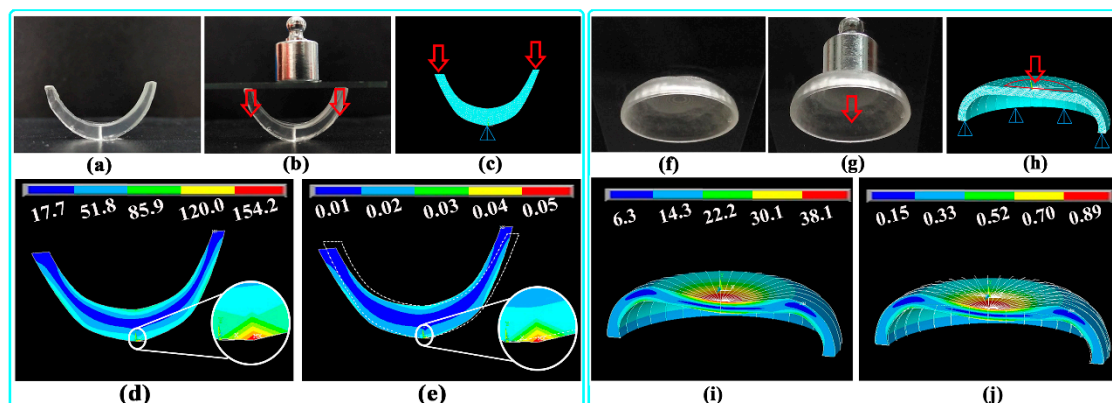 (a)
(b)
(c)
(f)
(g)
(h)
17.7 51.8 85.9 120.0 154.2
0.01 0.02 0.03 0.04 0.05
6.3 14.3 22.2 30.1 38.1
0.15 0.33 0.52 0.70 0.89
(d)
(e)
(i)
(j)